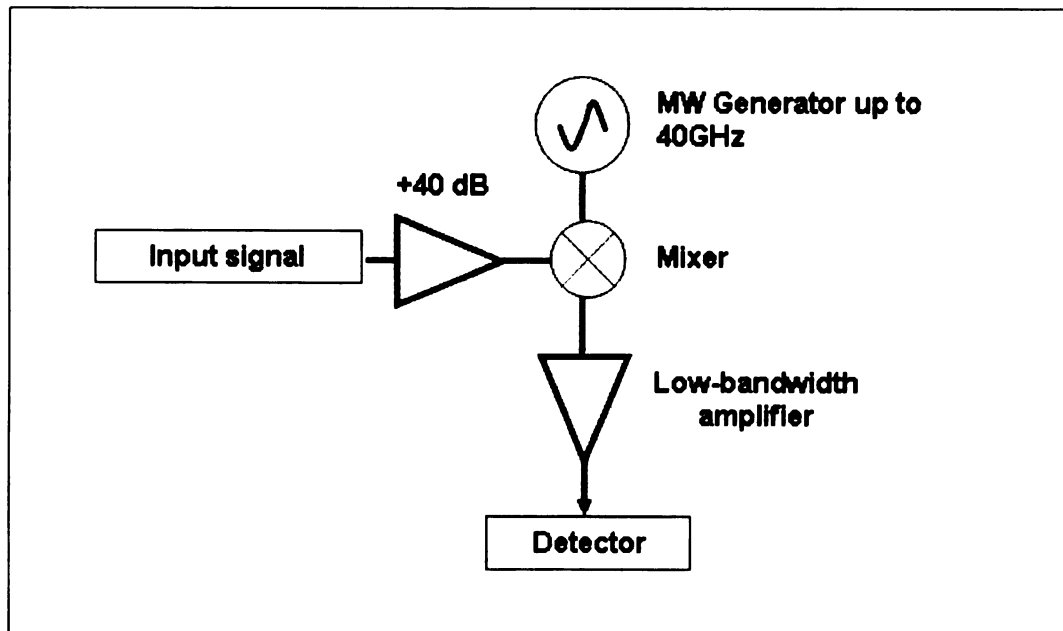 MW Generator up to
40GHz
+40 dB
Input signal
Mixer
Low-bandwidth
amplifier
Detector